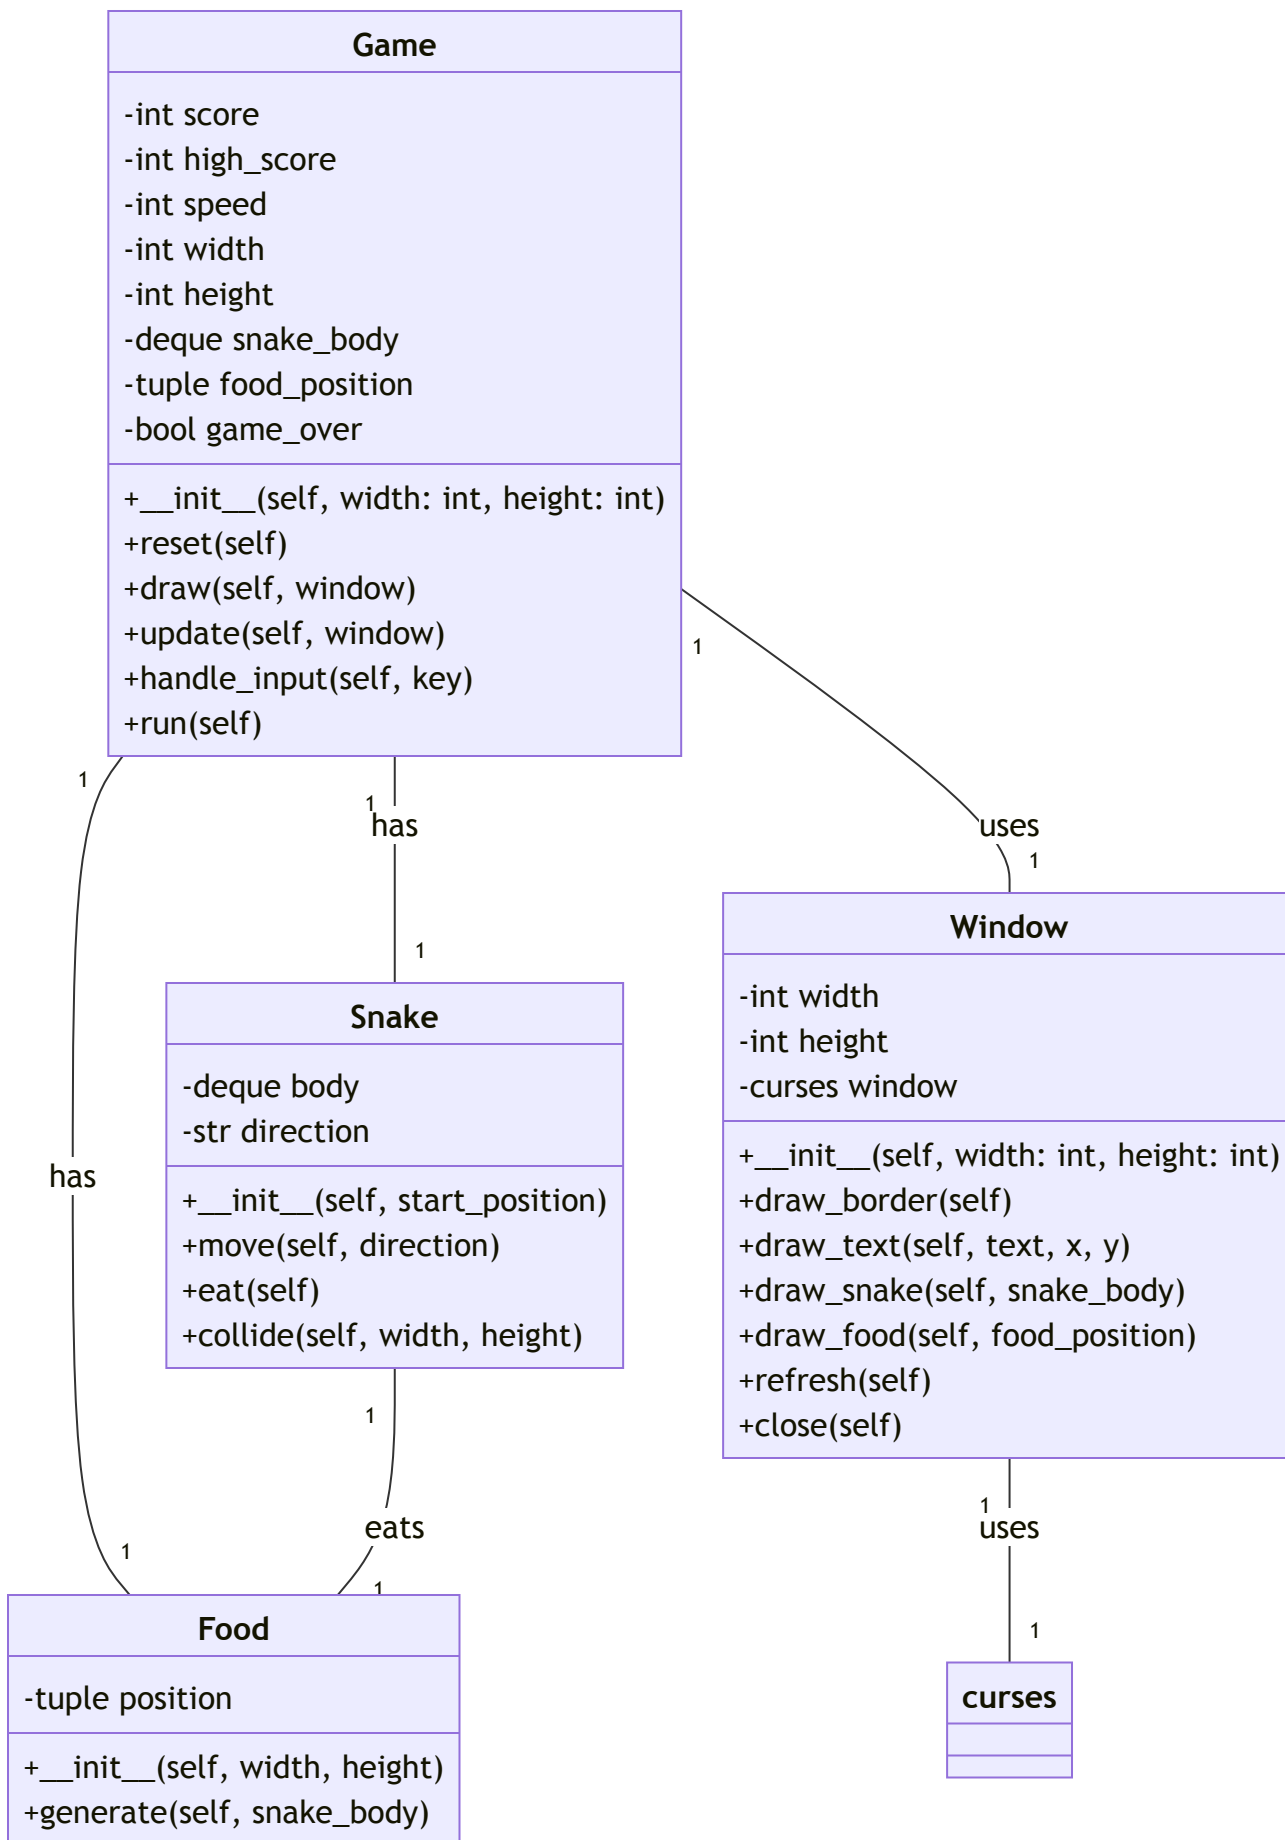 Game
-int score
-int high_score
-int speed
-int width
-int height
-deque snake_body
-tuple food_position
-bool game_over
+__init__(self, width: int, height: int)
+reset(self)
+draw(self, window)
+update(self, window)
+handle_input(self, key)
+run(self)
1
1
has
1
1
uses
1
Snake
-deque body
-str direction
+__init__(self, start_position)
+move(self, direction)
+eat(self)
+collide(self, width, height)
Window
-int width
-int height
-curses window
+__init__(self, width: int, height: int)
+draw_border(self)
+draw_text(self, text, x, y)
+draw_snake(self, snake_body)
+draw_food(self, food_position)
+refresh(self)
+close(self)
has
1
1
eats
1
1
uses
1
Food
-tuple position
+__init__(self, width, height)
+generate(self, snake_body)
curses